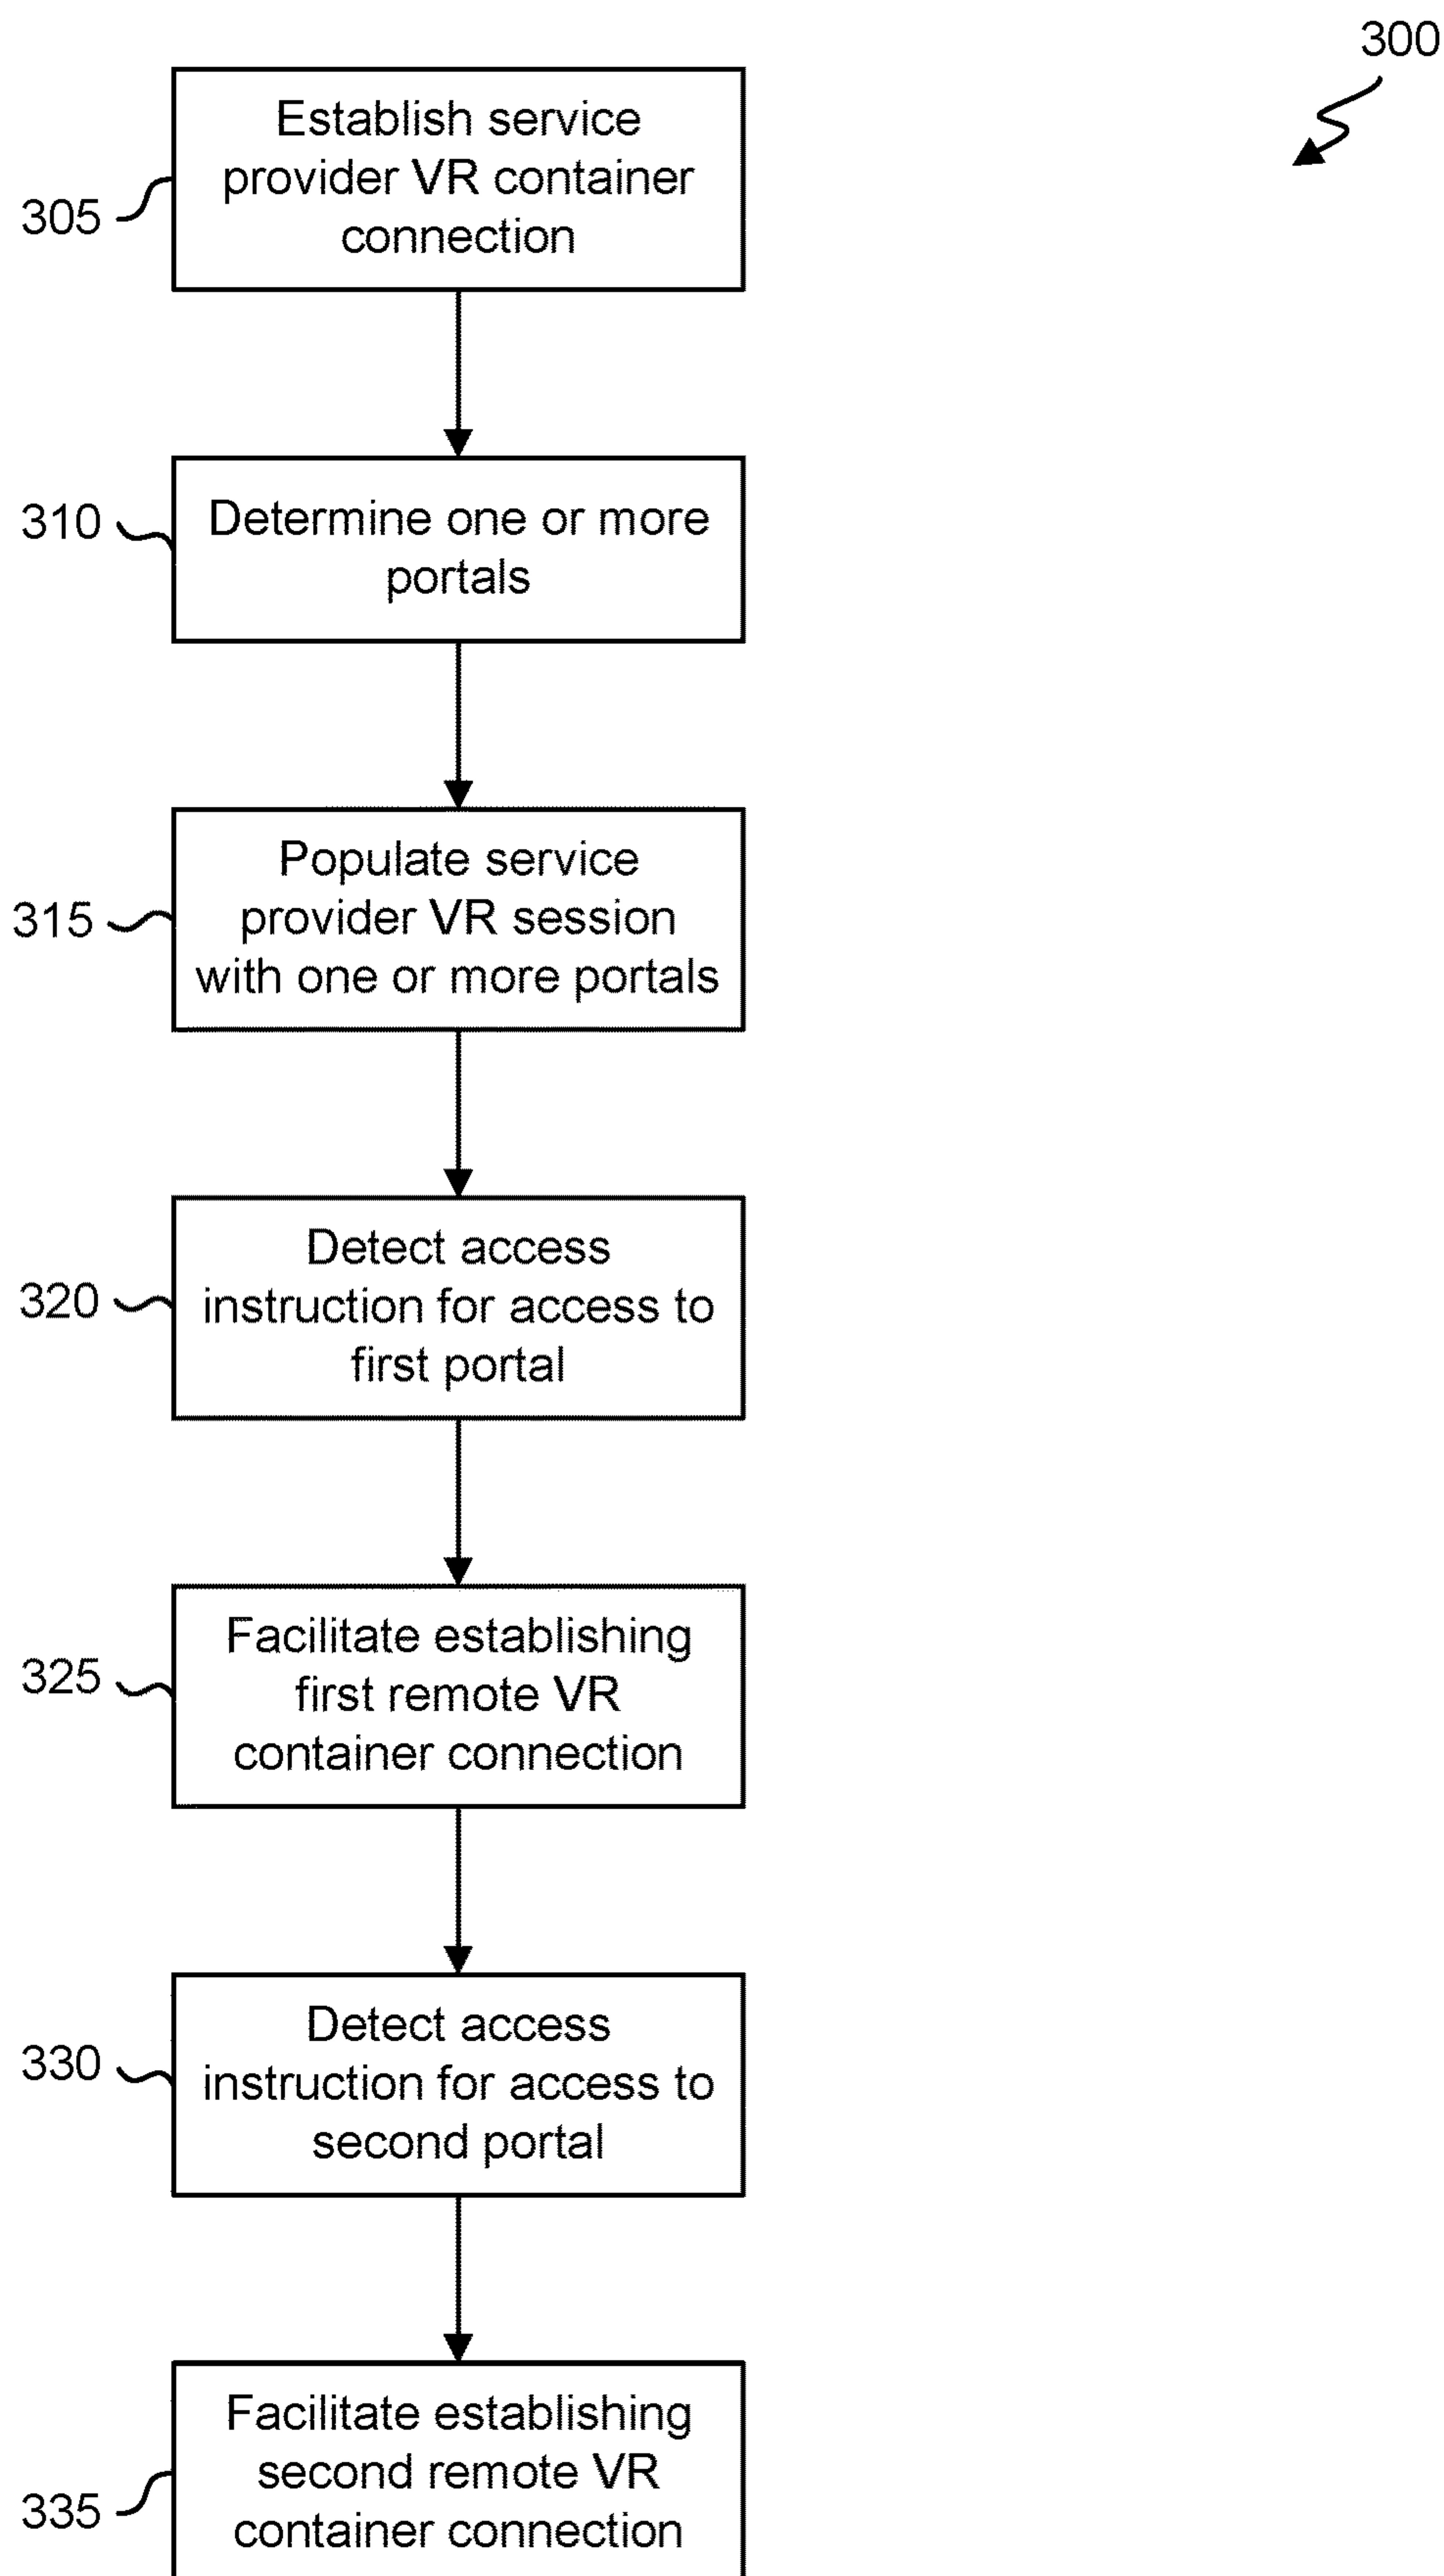 300
Establish service
provider VR container
connection
305
Determine one or more
portals
310
Populate service
provider VR session
with one or more portals
315
Detect access
instruction for access to
first portal
320
Facilitate establishing
first remote VR
container connection
325
Detect access
instruction for access to
second portal
330
Facilitate establishing
second remote VR
container connection
335